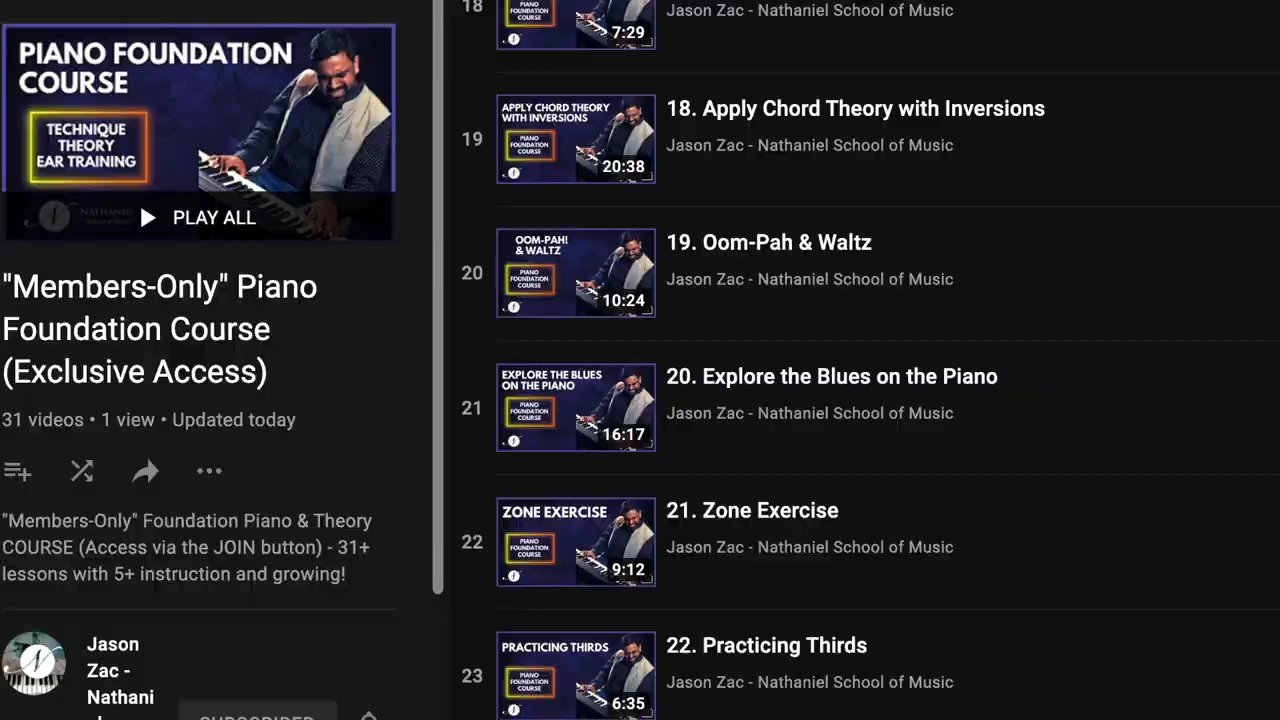 PIANO FOUNDATION
COURSE
TECHNIQUE
THEORY
EAR TRAINING
PLAY ALL
"Members-Only" Piano
Foundation Course
(Exclusive Access)
31 videos • 1 view • Updated today
"Members-Only" Foundation Piano & Theory
COURSE (Access via the JOIN button) - 31+
lessons with 5+ instruction and growing!
Jason
Zac -
Nathani
SUBSCRIBED
18
PIANO
FOUNDATION
COURSE
7:29
Jason Zac - Nathaniel School of Music
19
APPLY CHORD THEORY
WITH INVERSIONS
PIANO
FOUNDATION
COURSE
20:38
18. Apply Chord Theory with Inversions
Jason Zac - Nathaniel School of Music
20
OOM-PAH!
& WALTZ
PIANO
FOUNDATION
COURSE
10:24
19. Oom-Pah & Waltz
Jason Zac - Nathaniel School of Music
21
EXPLORE THE BLUES
ON THE PIANO
PIANO
FOUNDATION
COURSE
16:17
20. Explore the Blues on the Piano
Jason Zac - Nathaniel School of Music
22
ZONE EXERCISE
PIANO
FOUNDATION
COURSE
9:12
21. Zone Exercise
Jason Zac - Nathaniel School of Music
23
PRACTICING THIRDS
PIANO
FOUNDATION
COURSE
6:35
22. Practicing Thirds
Jason Zac - Nathaniel School of Music